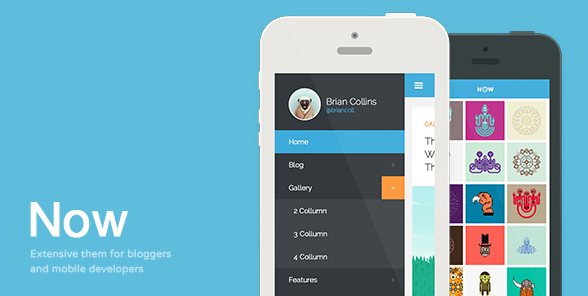 Now
Extensive them for bloggers
and mobile developers
Brian Collins
@briancoll
Home
Blog
+
Gallery
×
2 Collumn
3 Collumn
4 Collumn
Features
+
GAL
Th
W
Th
NOW